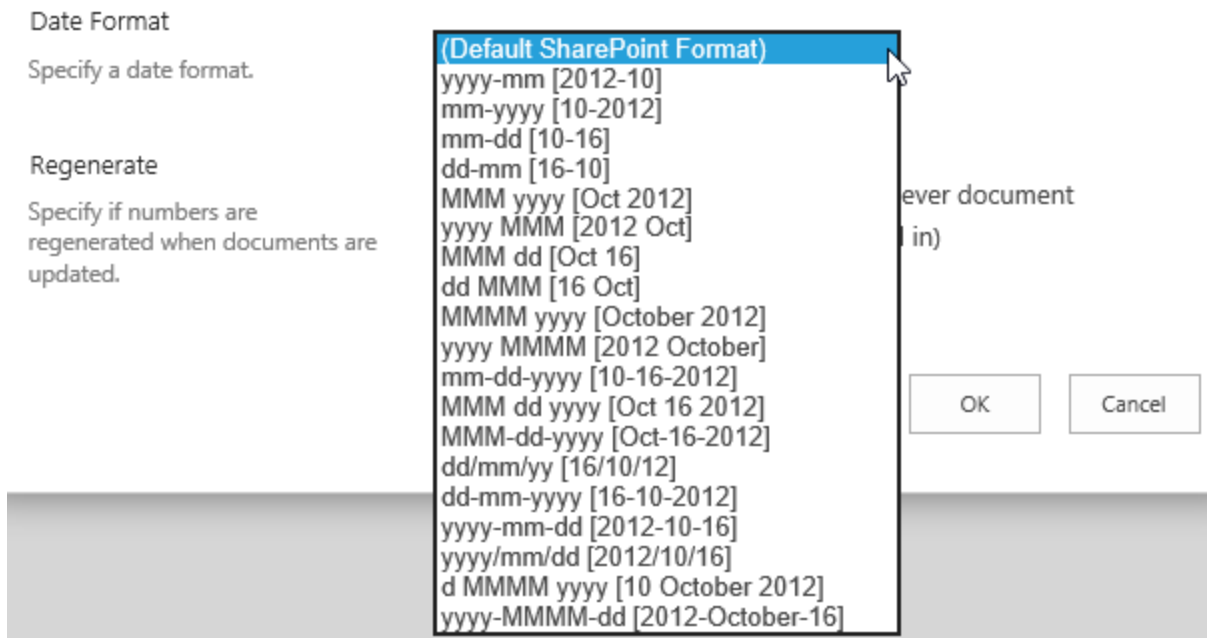 Date Format
Specify a date format.
(Default SharePoint Format)
yyyy-mm [2012-10]
mm-yyyy [10-2012]
mm-dd [10-16]
dd-mm [16-10]
MMM yyyy [Oct 2012]
yyyy MMM [2012 Oct]
MMM dd [Oct 16]
dd MMM [16 Oct]
MMMM yyyy [October 2012]
yyyy MMMM [2012 October]
mm-dd-yyyy [10-16-2012]
MMM dd yyyy [Oct 16 2012]
MMM-dd-yyyy [Oct-16-2012]
dd/mm/yy [16/10/12]
dd-mm-yyyy [16-10-2012]
yyyy-mm-dd [2012-10-16]
yyyy/mm/dd [2012/10/16]
d MMMM yyyy [10 October 2012]
yyyy-MMMM-dd [2012-October-16]
Regenerate
Specify if numbers are
regenerated when documents are
updated.
ever document
in)
OK
Cancel